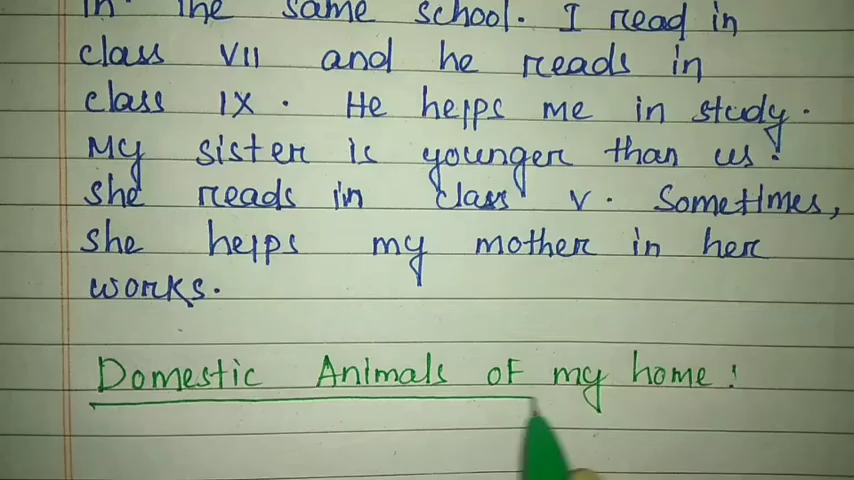 in the same school. I read in
class VII and he reads in
class IX. He helps me in study.
My sister is younger than us.
She reads in class V. Sometimes,
she helps my mother in her
works.
Domestic Animals of my home: